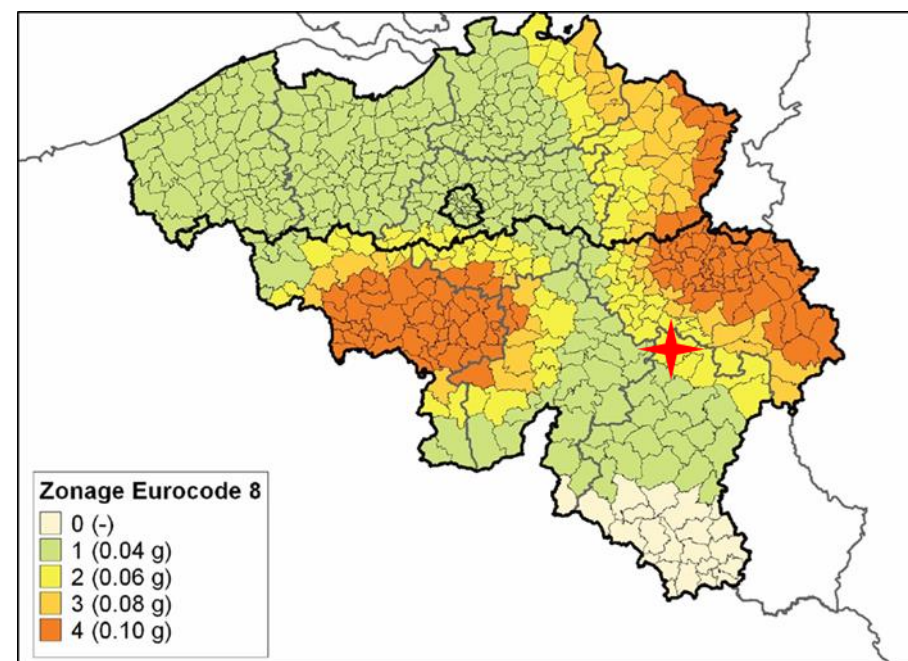 Zonage Eurocode 8
0 (-)
1 (0.04 g)
2 (0.06 g)
3 (0.08 g)
4 (0.10 g)